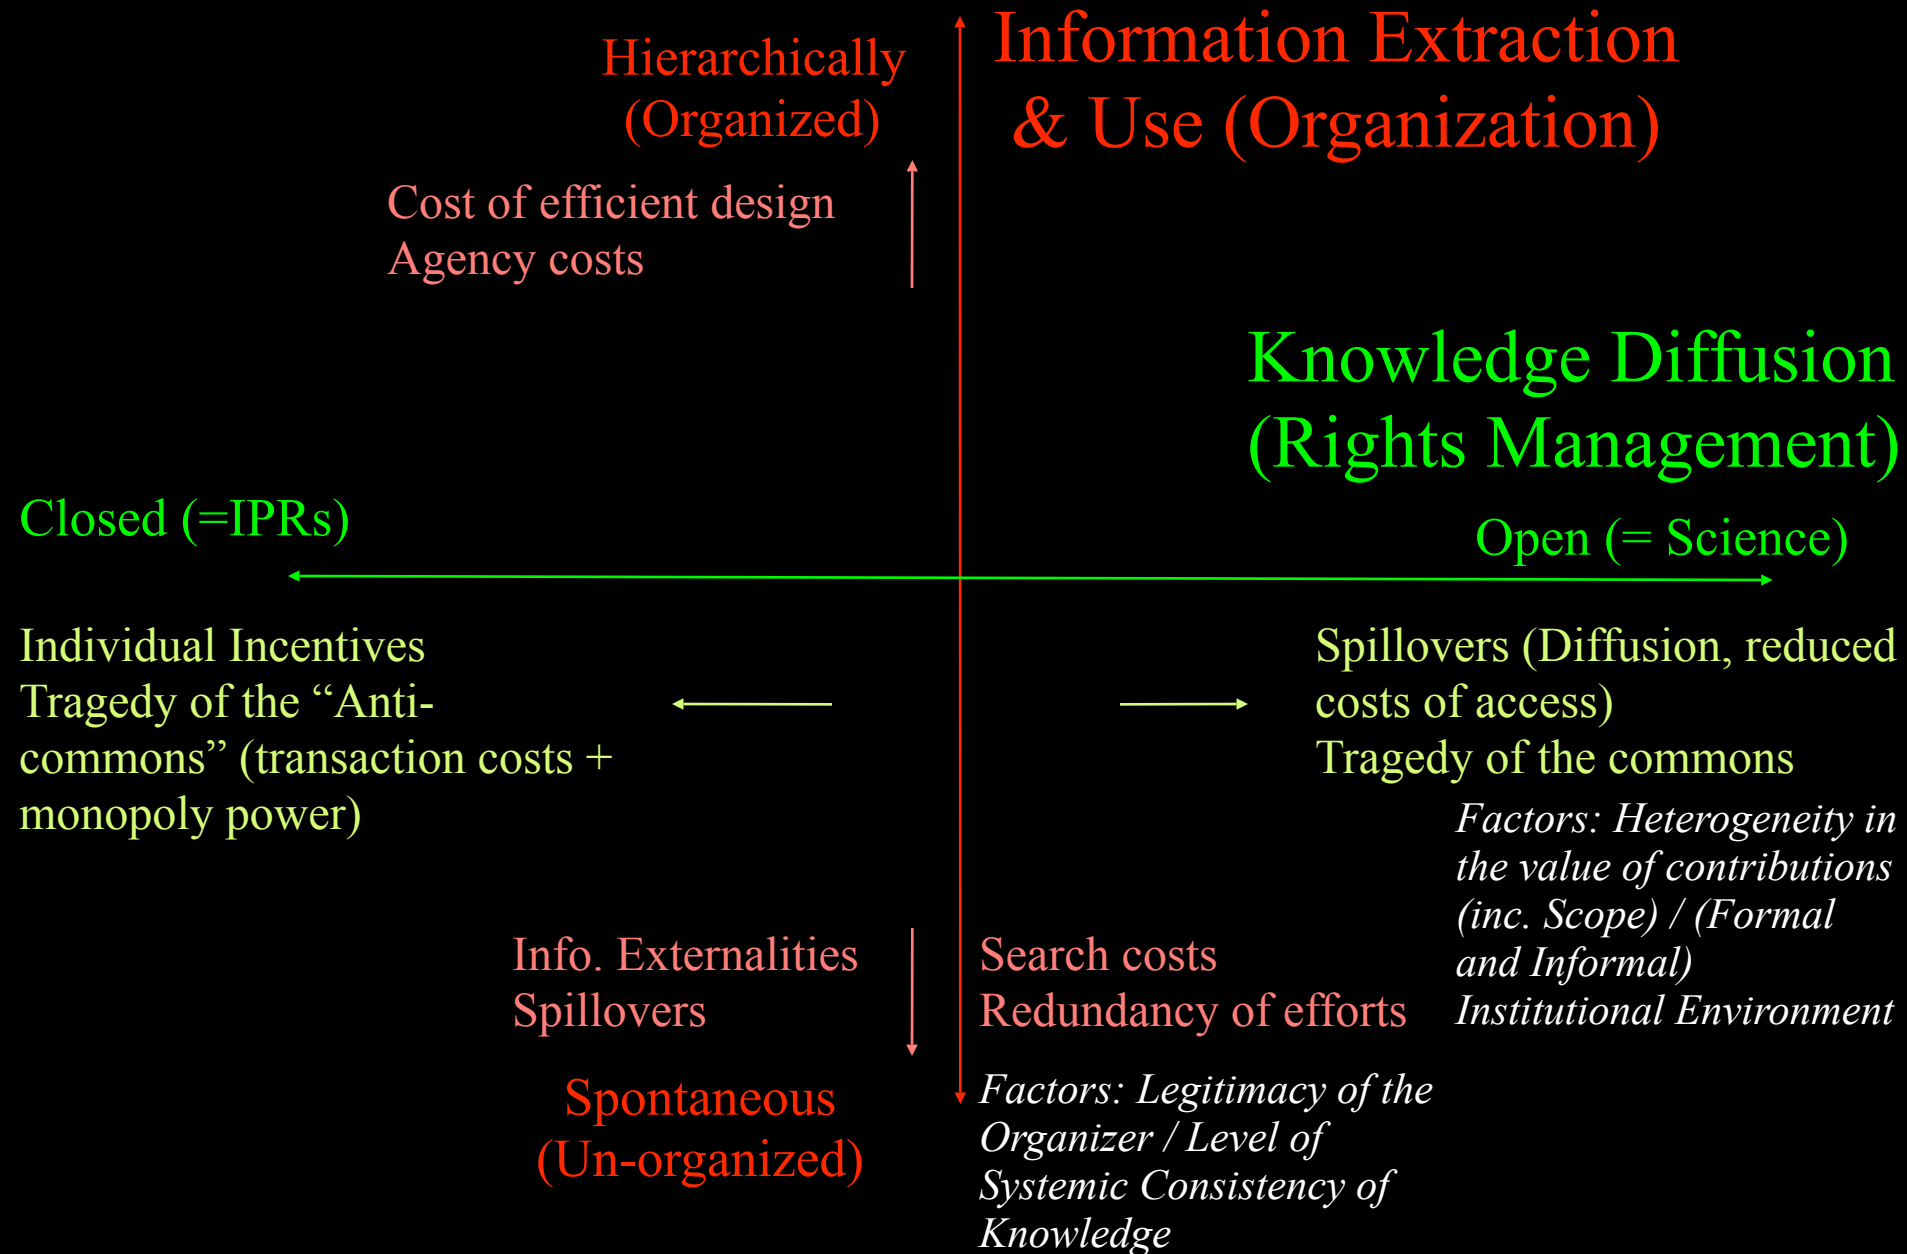 Hierarchically
(Organized)
Information Extraction
& Use (Organization)
Cost of efficient design
Agency costs
Knowledge Diffusion
(Rights Management)
Closed (=IPRs)
Open (= Science)
Individual Incentives
Tragedy of the “Anti-
commons” (transaction costs +
monopoly power)
Spillovers (Diffusion, reduced
costs of access)
Tragedy of the commons
Factors: Heterogeneity in
the value of contributions
(inc. Scope) / (Formal
and Informal)
Institutional Environment
Info. Externalities
Spillovers
Search costs
Redundancy of efforts
Spontaneous
(Un-organized)
Factors: Legitimacy of the
Organizer / Level of
Systemic Consistency of
Knowledge